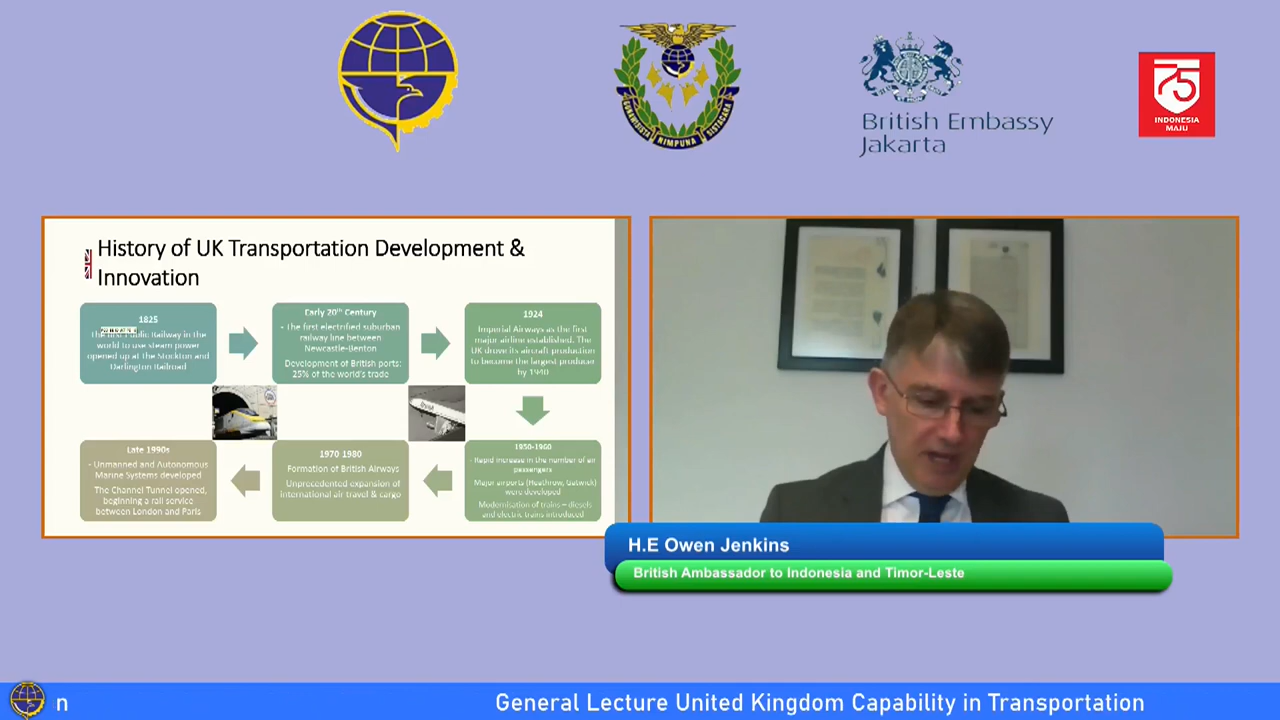 RIMPUNA
SISTACARA
British Embassy
Jakarta
75
INDONESIA
MAJU
History of UK Transportation Development &
Innovation
1825
The first Public Railway in the
world to use steam power
opened up at the Stockton and
Darlington Railroad
Early 20th Century
- The first electrified suburban
railway line between
Newcastle-Benton
Development of British ports:
25% of the world's trade
1924
Imperial Airways as the first
major airline established. The
UK drove its aircraft production
to become the largest producer
by 1940
Late 1990s
- Unmanned and Autonomous
Marine Systems developed
The Channel Tunnel opened,
beginning a rail service
between London and Paris
1970-1980
Formation of British Airways
Unprecedented expansion of
international air travel & cargo
1950-1960
- Rapid increase in the number of air
passengers
Major airports (Heathrow, Gatwick)
were developed
Modernisation of trains – diesels
and electric trains introduced
H.E Owen Jenkins
British Ambassador to Indonesia and Timor-Leste
n
General Lecture United Kingdom Capability in Transportation